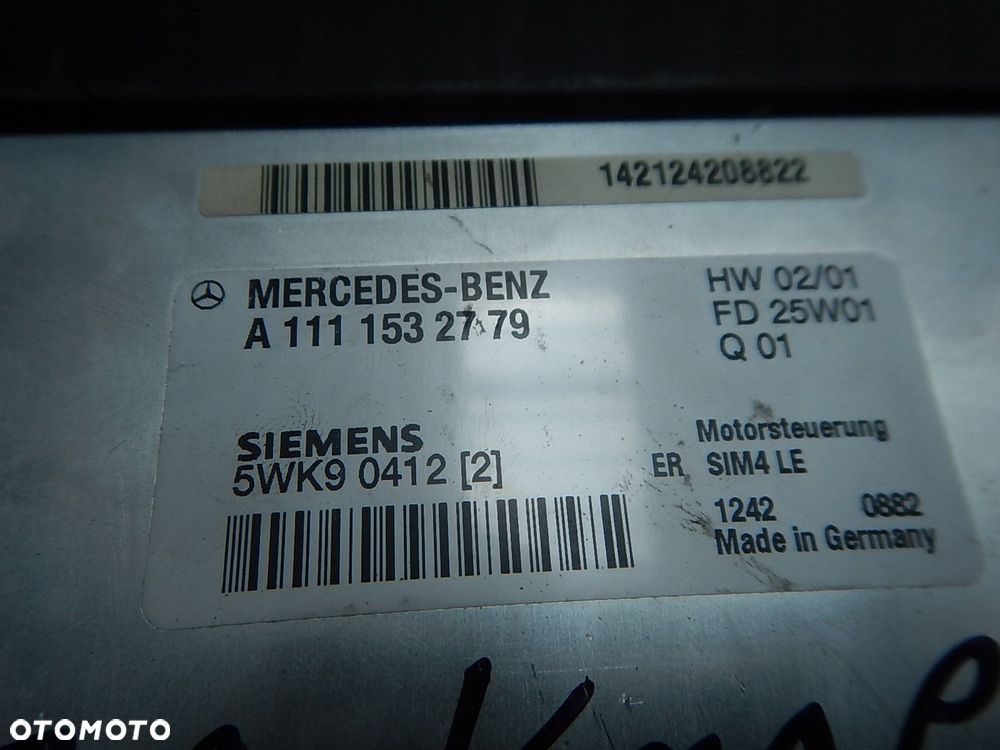 142124208822
MERCEDES-BENZ
A 111 153 27 79
HW 02/01
FD 25W01
Q 01
SIEMENS
5WK9 0412 [2]
Motorsteuerung
ER SIM4 LE
1242 0882
Made in Germany
OTOMOTO